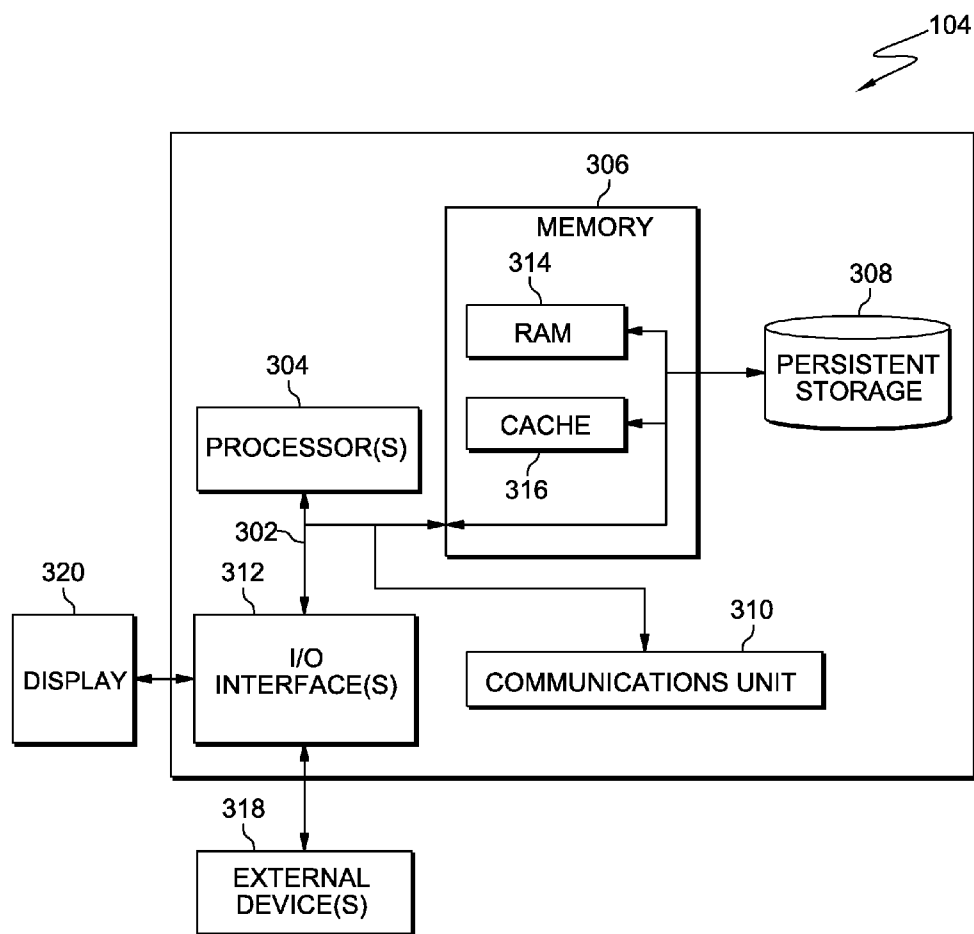 104
306
MEMORY
314
RAM
308
PERSISTENT
STORAGE
304
PROCESSOR(S)
CACHE
316
302
320
312
DISPLAY
I/O
INTERFACE(S)
310
COMMUNICATIONS UNIT
318
EXTERNAL
DEVICE(S)